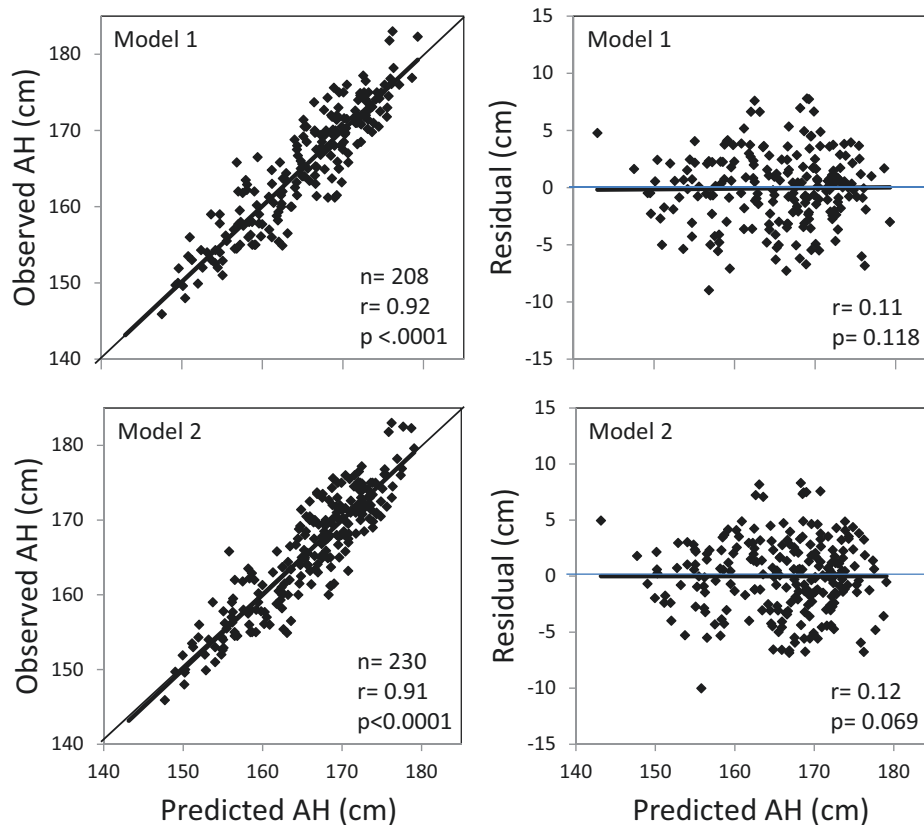 Model 1
180
170
160
150
140
Observed AH (cm)
n= 208
r= 0.92
p <.0001
Model 1
15
10
5
0
-5
-10
-15
Residual (cm)
r= 0.11
p= 0.118
Model 2
180
170
160
150
140
Observed AH (cm)
n= 230
r= 0.91
p<0.0001
140 150 160 170 180
Predicted AH (cm)
Model 2
15
10
5
0
-5
-10
-15
Residual (cm)
r= 0.12
p= 0.069
140 150 160 170 180
Predicted AH (cm)